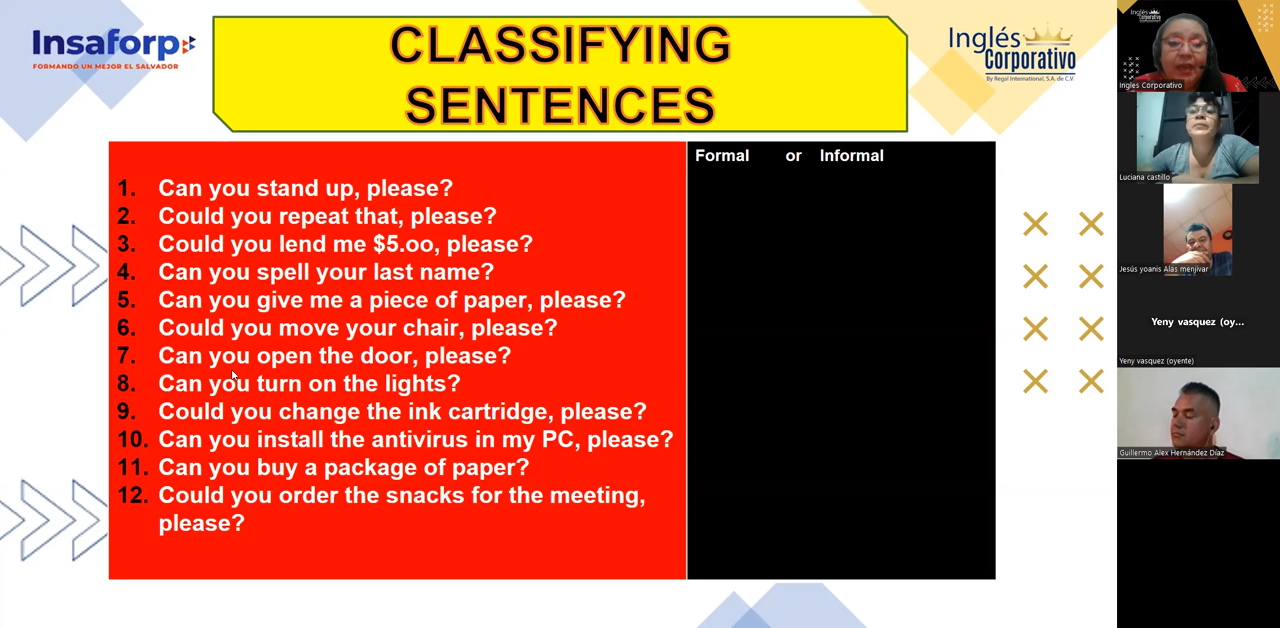 Insaforp
FORMANDO UN MEJOR EL SALVADOR
CLASSIFYING
SENTENCES
Inglés
Corporativo
By Regal International, S.A. de C.V.
Formal or Informal
1. Can you stand up, please?
2. Could you repeat that, please?
3. Could you lend me $5.oo, please?
4. Can you spell your last name?
5. Can you give me a piece of paper, please?
6. Could you move your chair, please?
7. Can you open the door, please?
8. Can you turn on the lights?
9. Could you change the ink cartridge, please?
10. Can you install the antivirus in my PC, please?
11. Can you buy a package of paper?
12. Could you order the snacks for the meeting,
please?
Inglés
Corporativo
Ingles Corporativo
Luciana castillo
Jesús yoanis Alas menjivar
Yeny vasquez (oy...
Yeny vasquez (oyente)
Guillermo Alex Hernández Díaz